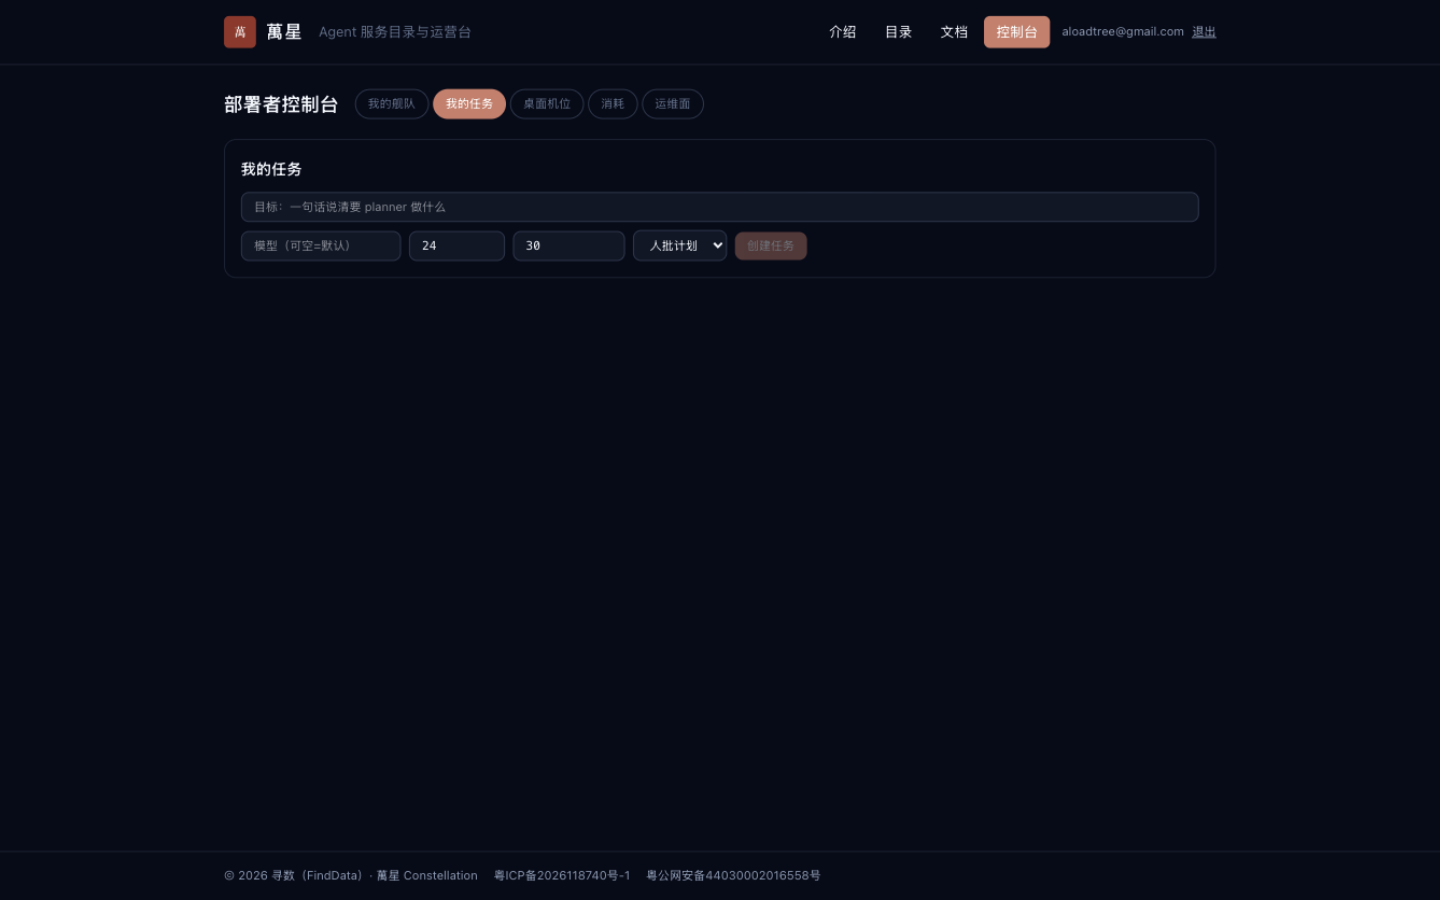 萬 萬星 Agent 服务目录与运营台 介绍 目录 文档 控制台 aloadtree@gmail.com 退出
部署者控制台 我的舰队 我的任务 桌面机位 消耗 运维面
我的任务
目标：一句话说清要 planner 做什么
模型（可空=默认） 24 30 人批计划 创建任务
© 2026 寻数（FindData）· 萬星 Constellation 粤ICP备2026118740号-1 粤公网安备44030002016558号